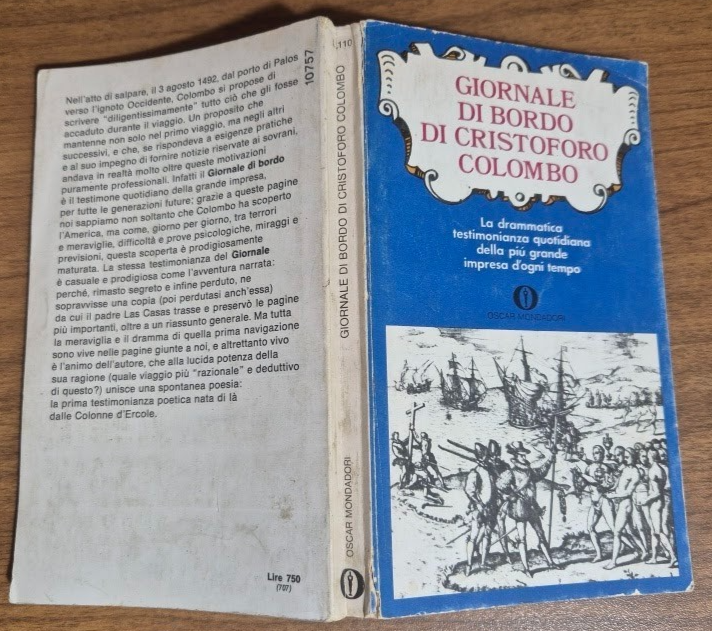 Nell'atto di salpare, il 3 agosto 1492, dal porto di Palos
verso l'ignoto Occidente, Colombo si propose di
scrivere "diligentissimamente" tutto ciò che gli fosse
accaduto durante il viaggio. Un proposito che
mantenne non solo nel primo viaggio, ma negli altri
successivi, e che, se rispondeva a esigenze pratiche
e al suo impegno di fornire notizie riservate ai sovrani,
andava in realtà molto oltre queste motivazioni
puramente professionali. Infatti il Giornale di bordo
è il testimone quotidiano della grande impresa,
per tutte le generazioni future; grazie a queste pagine
noi sappiamo non soltanto che Colombo ha scoperto
l'America, ma come, giorno per giorno, tra terrori
e meraviglie, difficoltà e prove psicologiche, miraggi e
previsioni, questa scoperta è prodigiosamente
maturata. La stessa testimonianza del Giornale
è casuale e prodigiosa come l'avventura narrata:
perché, rimasto segreto e infine perduto, ne
sopravvisse una copia (poi perdutasi anch'essa)
da cui il padre Las Casas trasse e preservò le pagine
più importanti, oltre a un riassunto generale. Ma tutta
la meraviglia e il dramma di quella prima navigazione
sono vive nelle pagine giunte a noi, e altrettanto vivo
è l'animo dell'autore, che alla lucida potenza della
sua ragione (quale viaggio più "razionale" e deduttivo
di questo?) unisce una spontanea poesia:
la prima testimonianza poetica nata di là
dalle Colonne d'Ercole.
10757
Lire 750
(707)
110
GIORNALE DI BORDO DI CRISTOFORO COLOMBO
OSCAR MONDADORI
GIORNALE
DI BORDO
DI CRISTOFORO
COLOMBO
La drammatica
testimonianza quotidiana
della piú grande
impresa d'ogni tempo
OSCAR MONDADORI